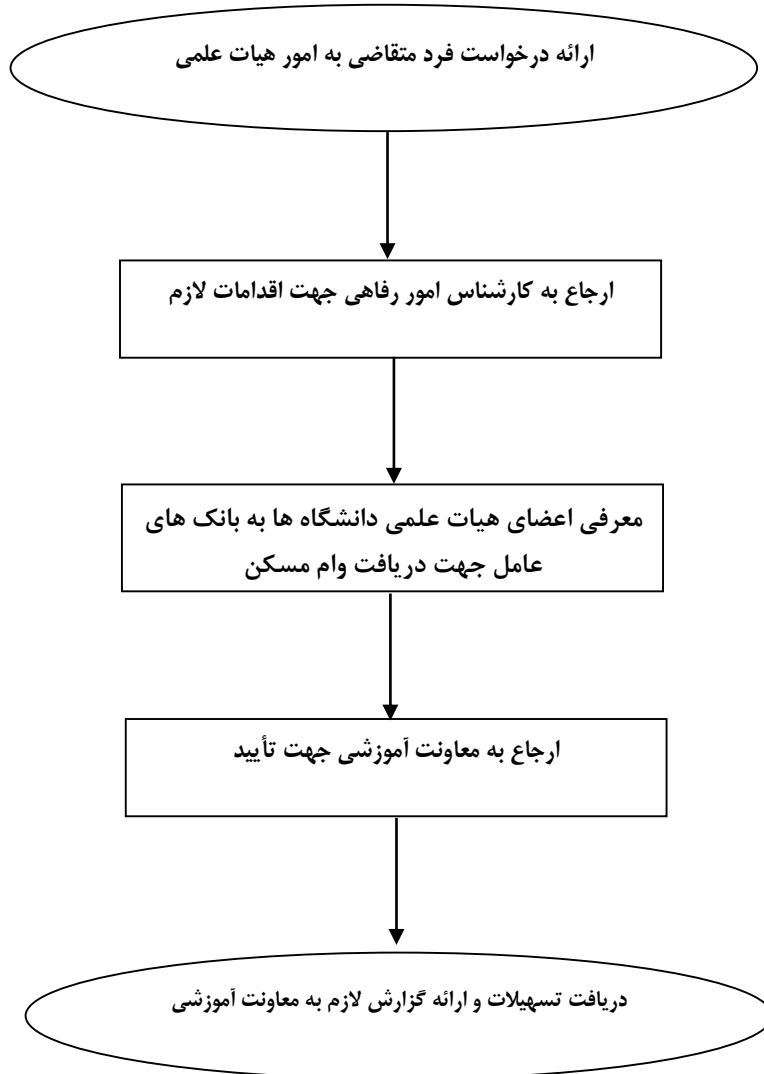 ارائه درخواست فرد متقاضی به امور هیات علمی
ارجاع به کارشناس امور رفاهی جهت اقدامات لازم
معرفی اعضای هیات علمی دانشگاه ها به بانک های
عامل جهت دریافت وام مسکن
ارجاع به معاونت آموزشی جهت تأیید
دریافت تسهیلات و ارائه گزارش لازم به معاونت آموزشی